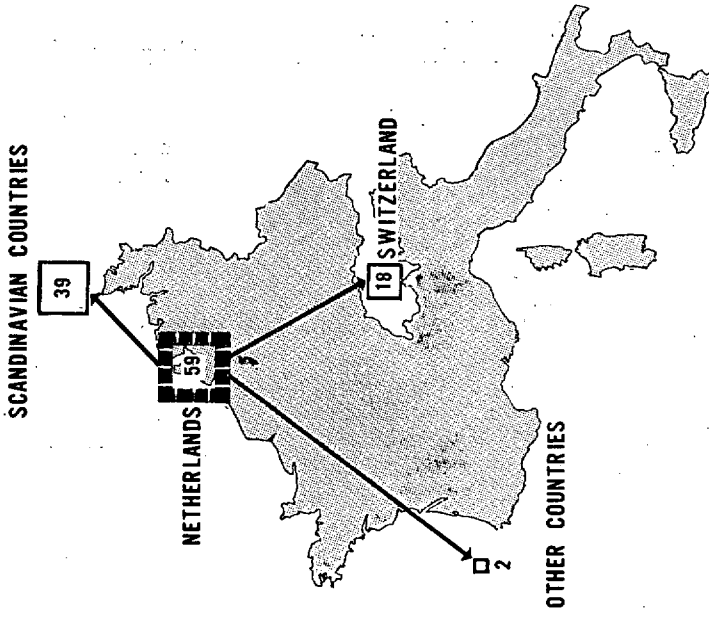 SCANDINAVIAN COUNTRIES
39
NETHERLANDS
59
18
SWITZERLAND
2
OTHER COUNTRIES